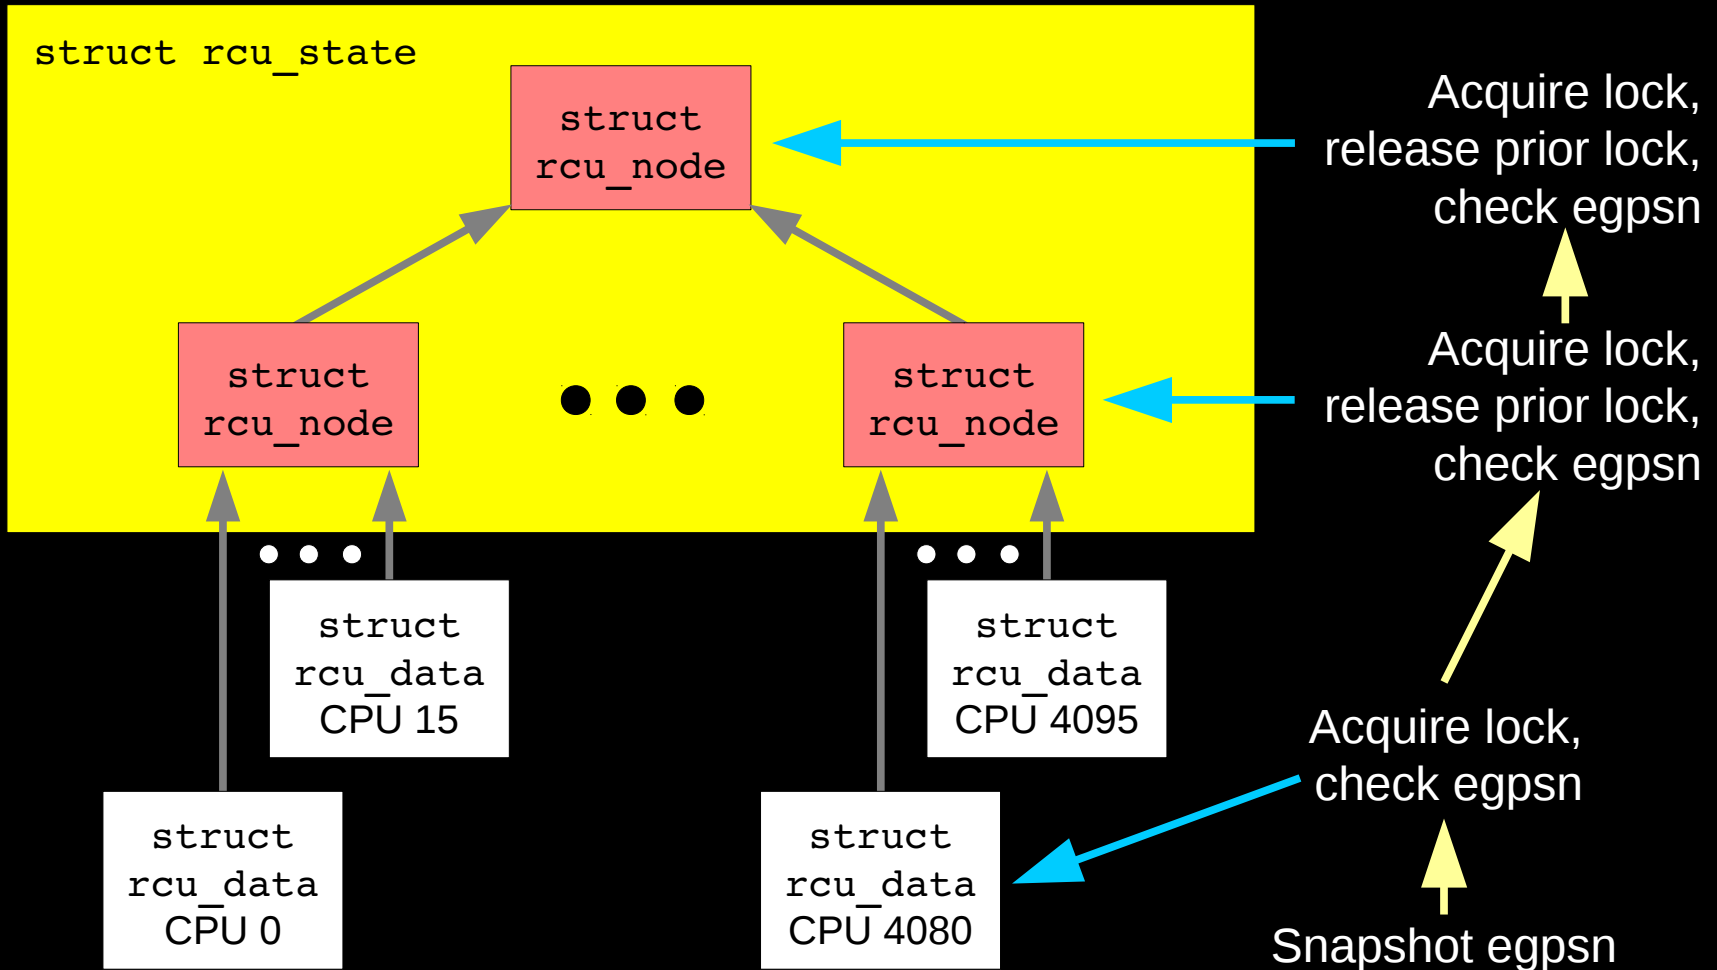 struct rcu_state
struct
rcu_node
Acquire lock,
release prior lock,
check egpsn
struct
rcu_node
struct
rcu_node
Acquire lock,
release prior lock,
check egpsn
struct
rcu_data
CPU 15
struct
rcu_data
CPU 4095
Acquire lock,
check egpsn
struct
rcu_data
CPU 0
struct
rcu_data
CPU 4080
Snapshot egpsn